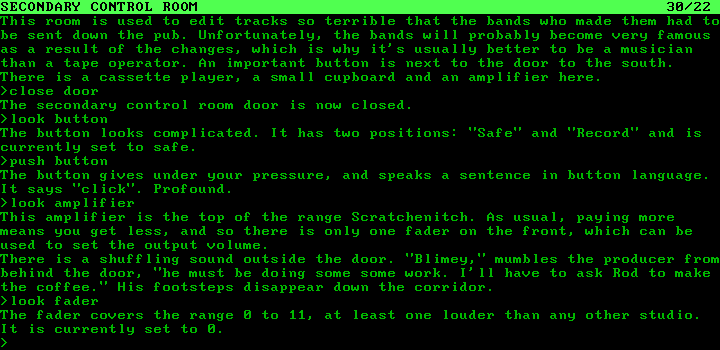 SECONDARY CONTROL ROOM 30/22
This room is used to edit tracks so terrible that the bands who made them had to
be sent down the pub. Unfortunately, the bands will probably become very famous
as a result of the changes, which is why it's usually better to be a musician
than a tape operator. An important button is next to the door to the south.
There is a cassette player, a small cupboard and an amplifier here.
>close door
The secondary control room door is now closed.
>look button
The button looks complicated. It has two positions: "Safe" and "Record" and is
currently set to safe.
>push button
The button gives under your pressure, and speaks a sentence in button language.
It says "click". Profound.
>look amplifier
This amplifier is the top of the range Scratchenitch. As usual, paying more
means you get less, and so there is only one fader on the front, which can be
used to set the output volume.
There is a shuffling sound outside the door. "Blimey," mumbles the producer from
behind the door, "he must be doing some some work. I'll have to ask Rod to make
the coffee." His footsteps disappear down the corridor.
>look fader
The fader covers the range 0 to 11, at least one louder than any other studio.
It is currently set to 0.
>